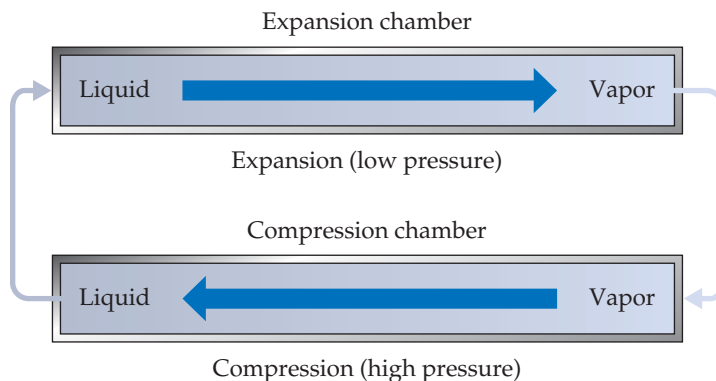 Expansion chamber
Liquid Vapor
Expansion (low pressure)
Compression chamber
Liquid Vapor
Compression (high pressure)